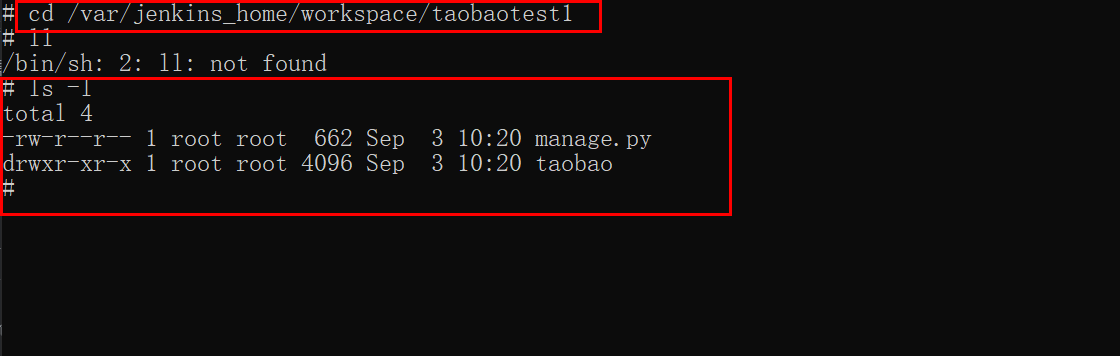 # cd /var/jenkins_home/workspace/taobaotest1
# ll
/bin/sh: 2: ll: not found
# ls -l
total 4
-rw-r--r-- 1 root root  662 Sep  3 10:20 manage.py
drwxr-xr-x 1 root root 4096 Sep  3 10:20 taobao
#